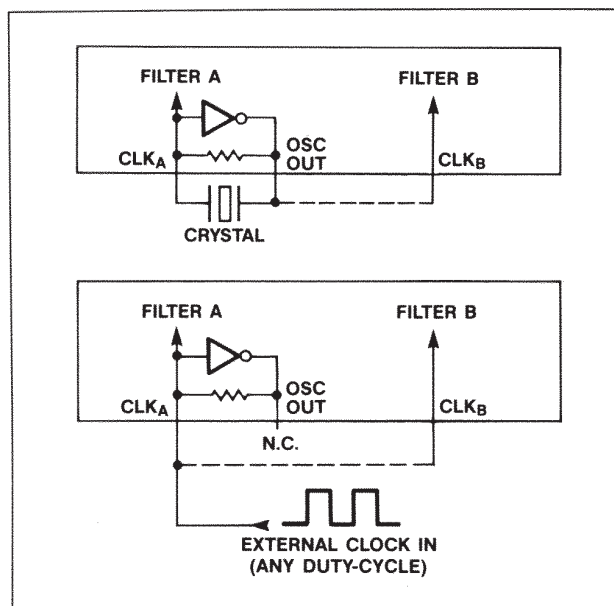 FILTER A
FILTER B
OSC
OUT
CLKA
CLKB
CRYSTAL
FILTER A
FILTER B
OSC
OUT
CLKA
CLKB
N.C.
EXTERNAL CLOCK IN
(ANY DUTY-CYCLE)